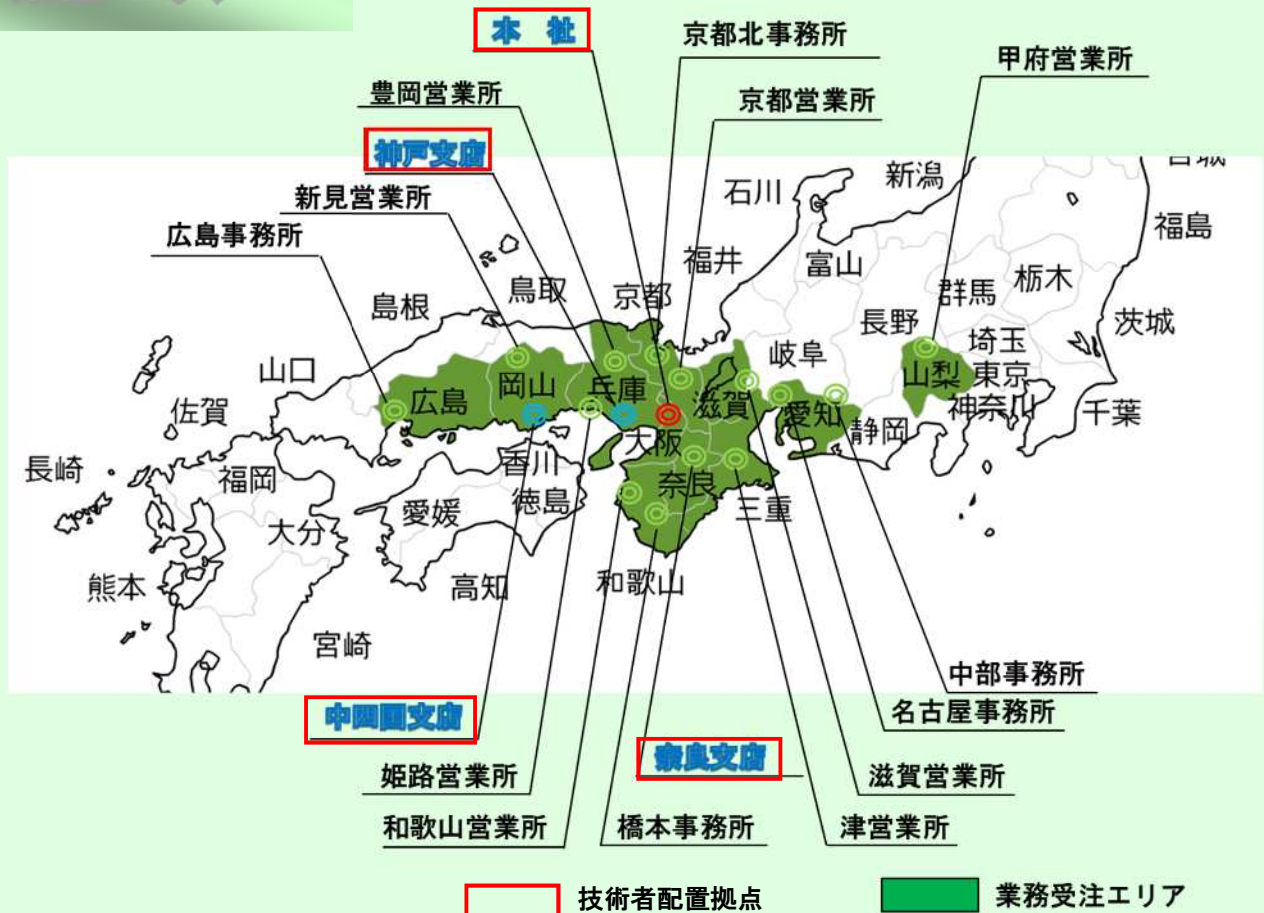 本 社
京都北事務所
甲府営業所
豊岡営業所
京都営業所
神戸支店
新見営業所
広島事務所
石川
新潟
福島
福井
富山
栃木
鳥取
京都
群馬
島根
長野
茨城
岐阜
埼玉
山口
岡山
兵庫
山梨
東京
広島
滋賀
愛知
神奈川
千葉
佐賀
静岡
大阪
香川
長崎
福岡
奈良
愛媛
徳島
三重
大分
和歌山
熊本
高知
宮崎
中部事務所
中四国支店
名古屋事務所
奈良支店
姫路営業所
滋賀営業所
和歌山営業所
橋本事務所
津営業所
技術者配置拠点
業務受注エリア